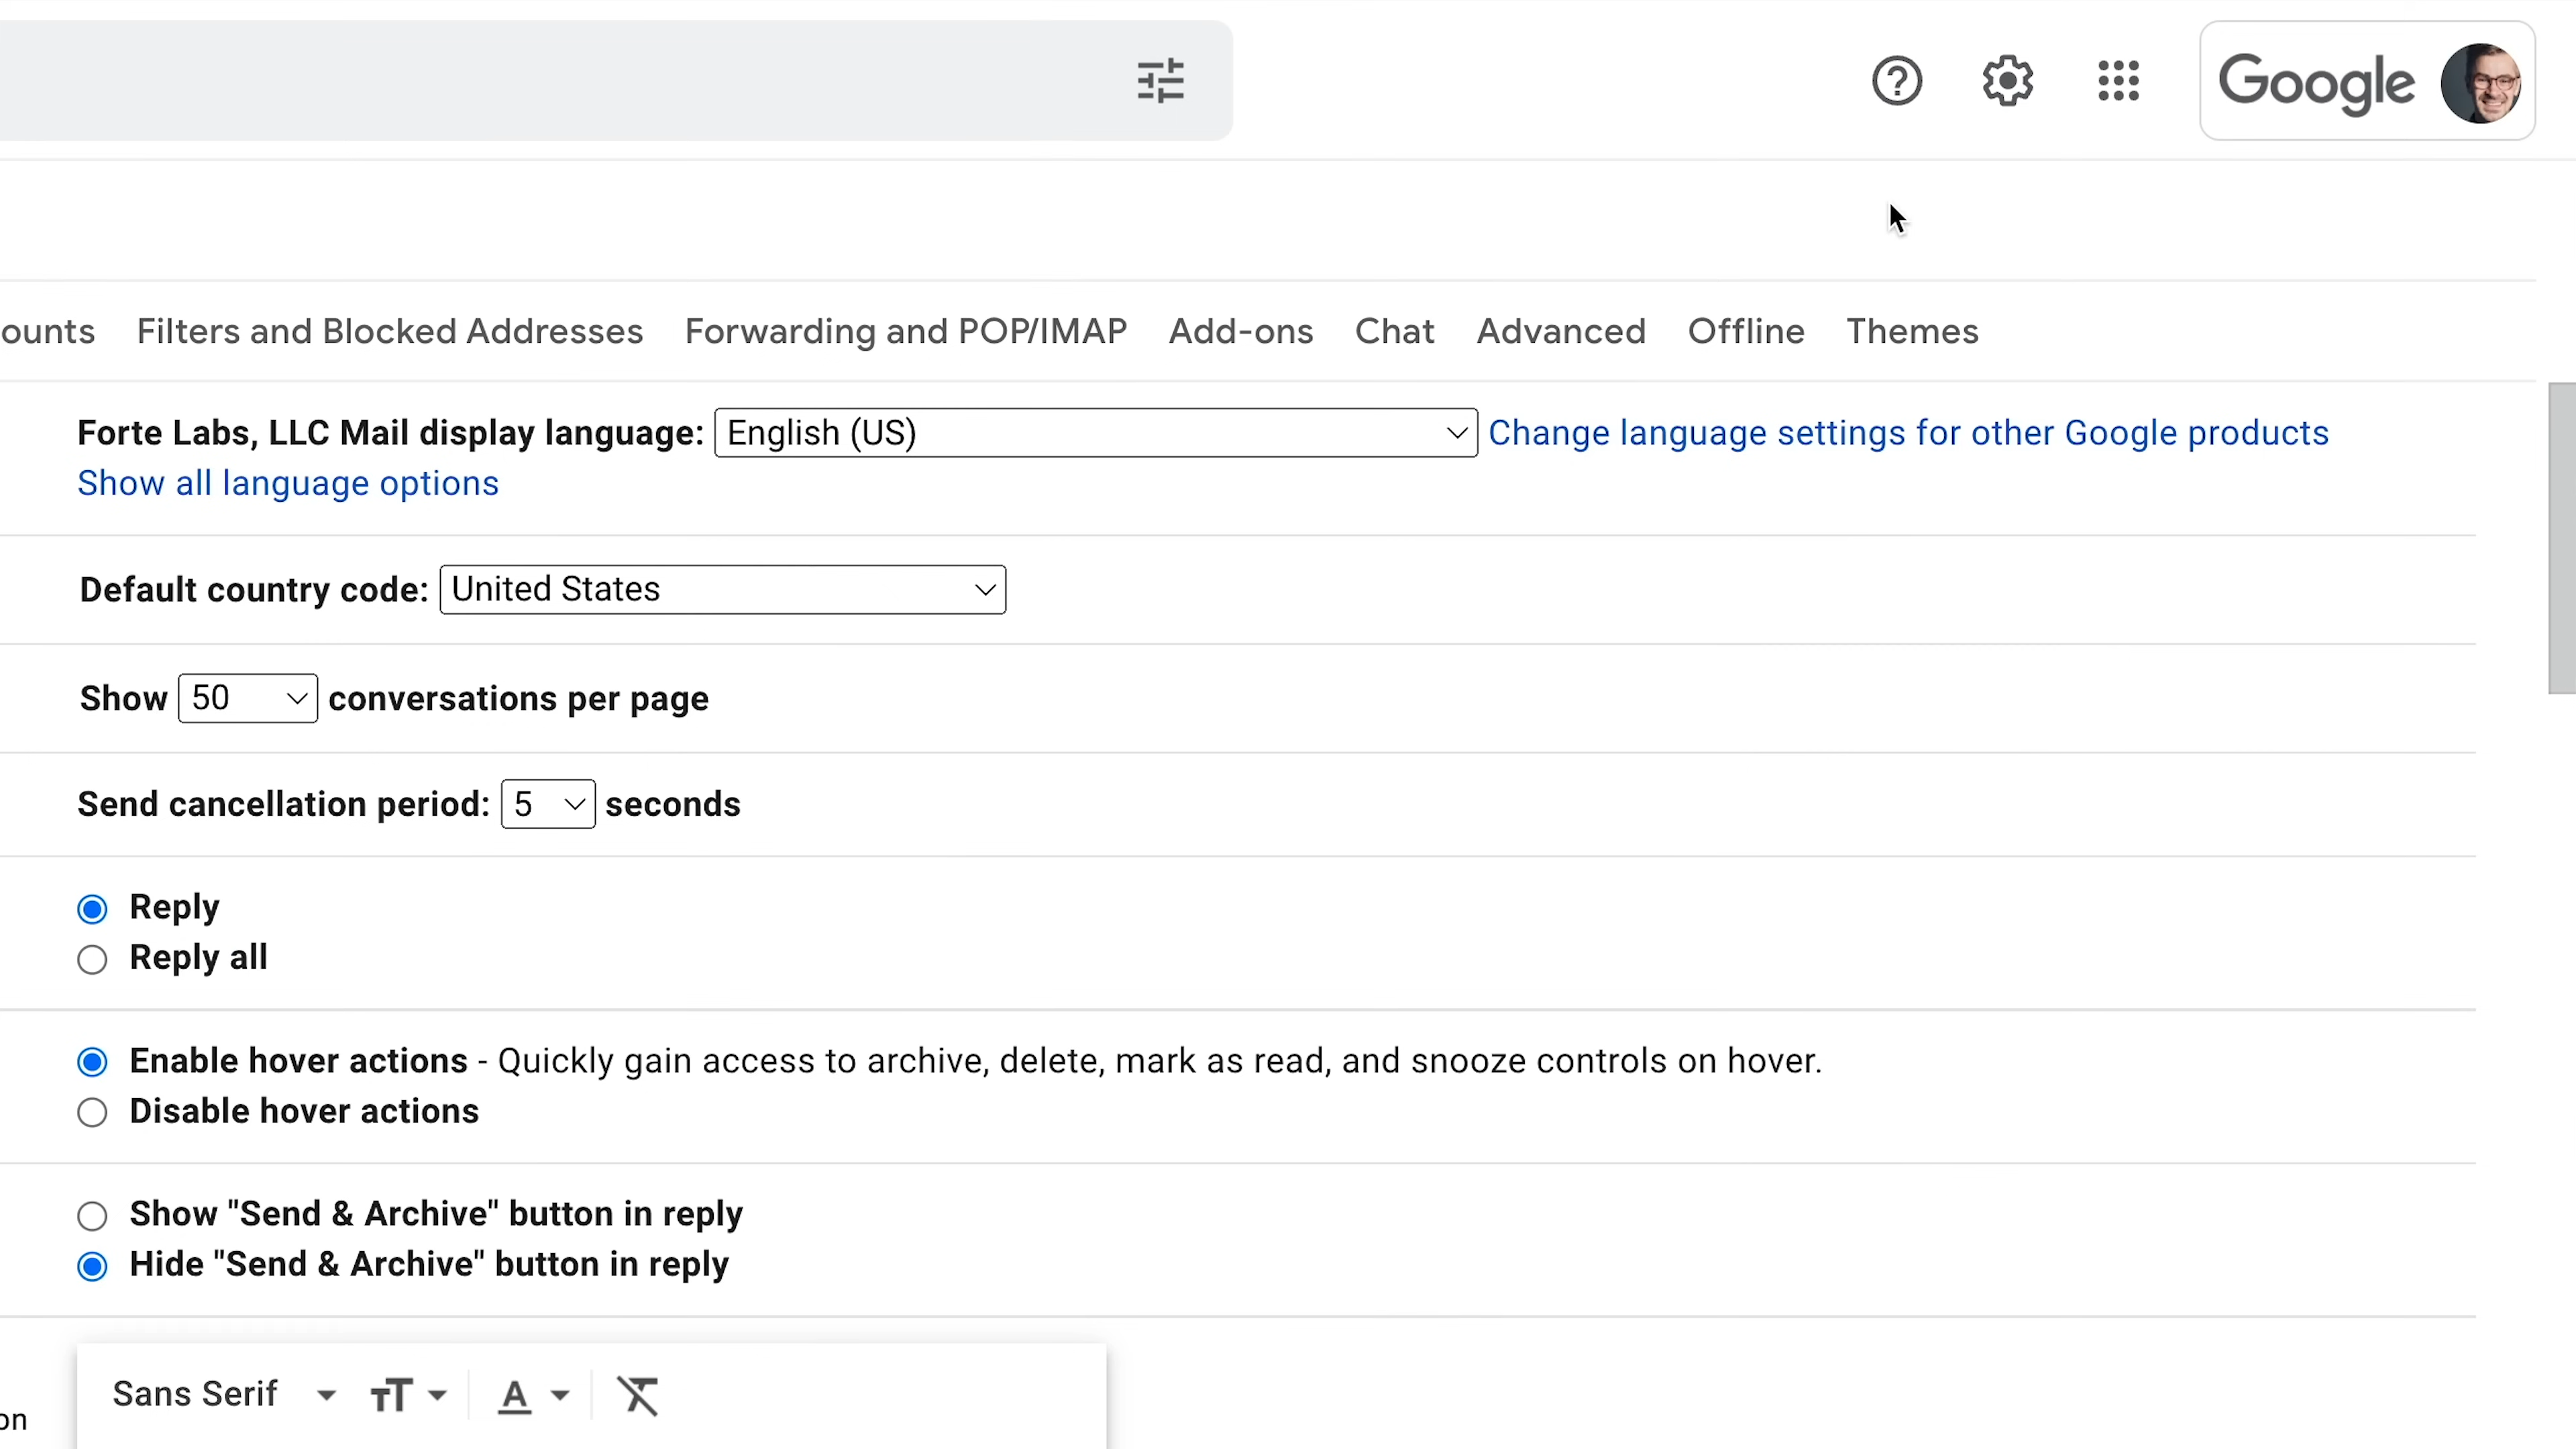 Google
ounts Filters and Blocked Addresses Forwarding and POP/IMAP Add-ons Chat Advanced Offline Themes
Forte Labs, LLC Mail display language: English (US) Change language settings for other Google products
Show all language options
Default country code: United States
Show 50 conversations per page
Send cancellation period: 5 seconds
Reply
Reply all
Enable hover actions - Quickly gain access to archive, delete, mark as read, and snooze controls on hover.
Disable hover actions
Show "Send & Archive" button in reply
Hide "Send & Archive" button in reply
Sans Serif
on